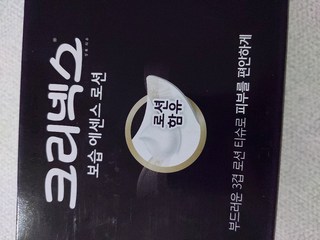 크리넥스®
보습 에센스 로션
로션
함유
부드러운 3겹 로션 티슈로 피부를 편안하게